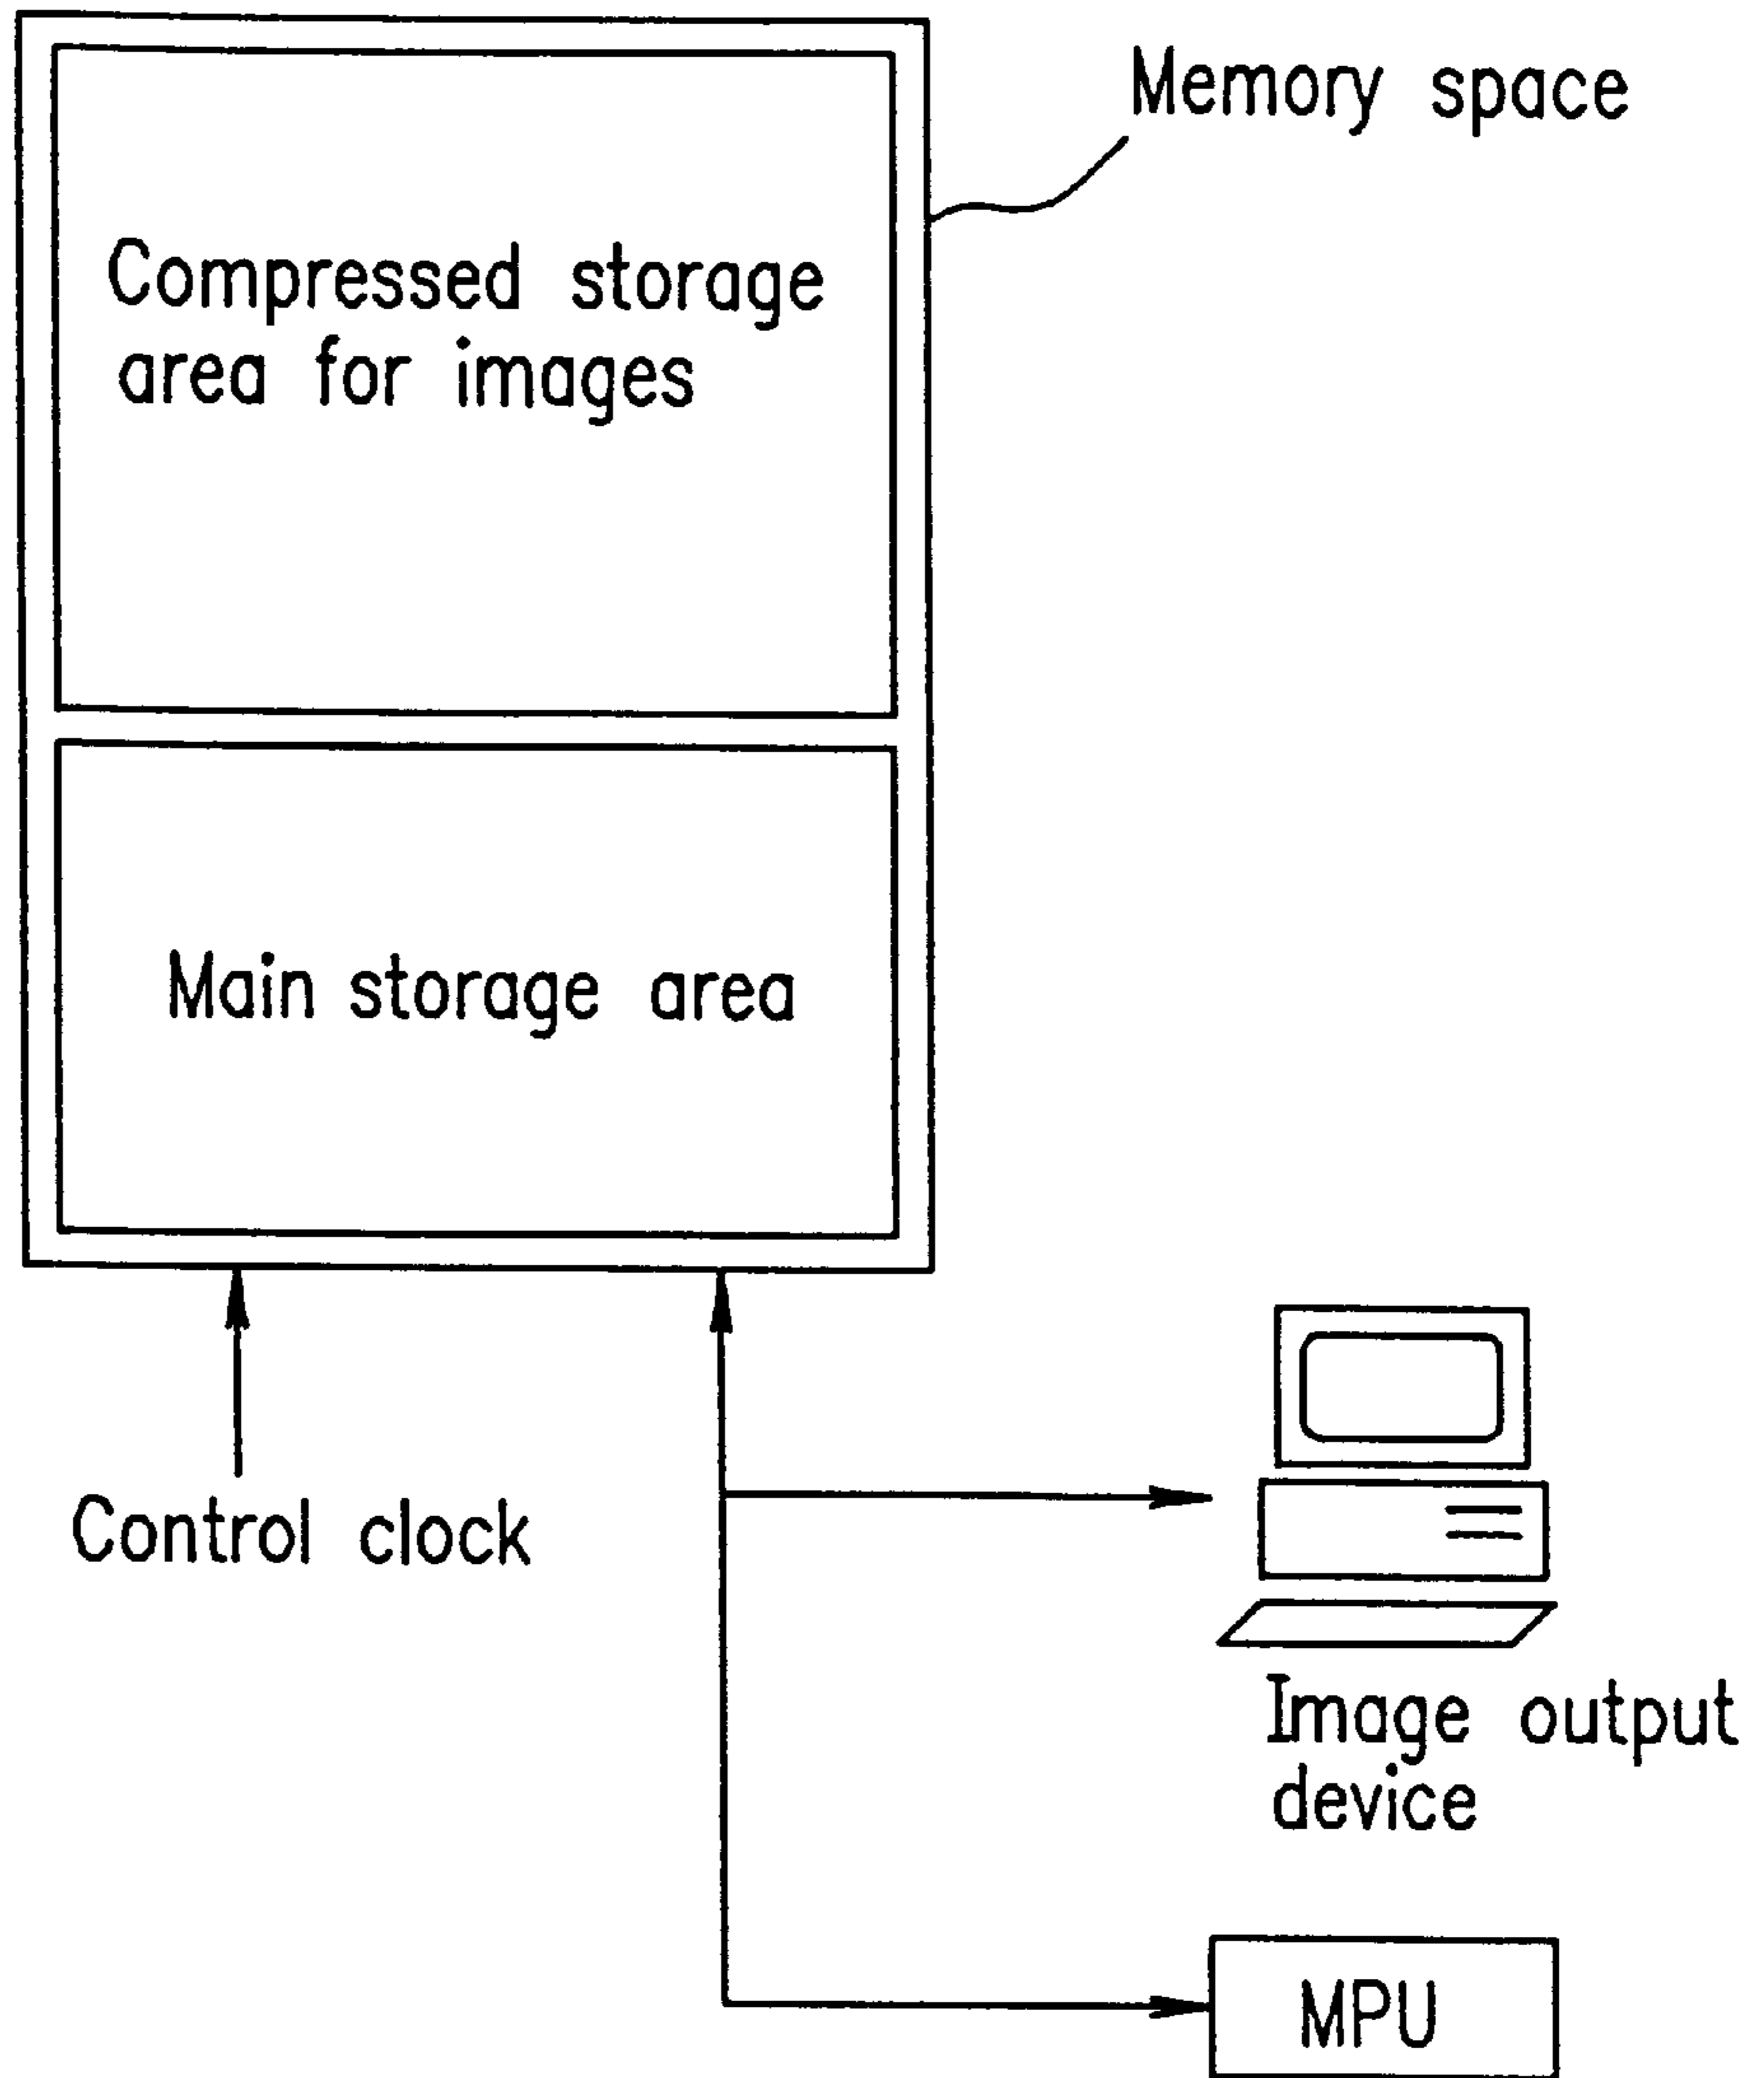 Memory space
Compressed storage
area for images
Main storage area
Control clock
Image output
device
MPU